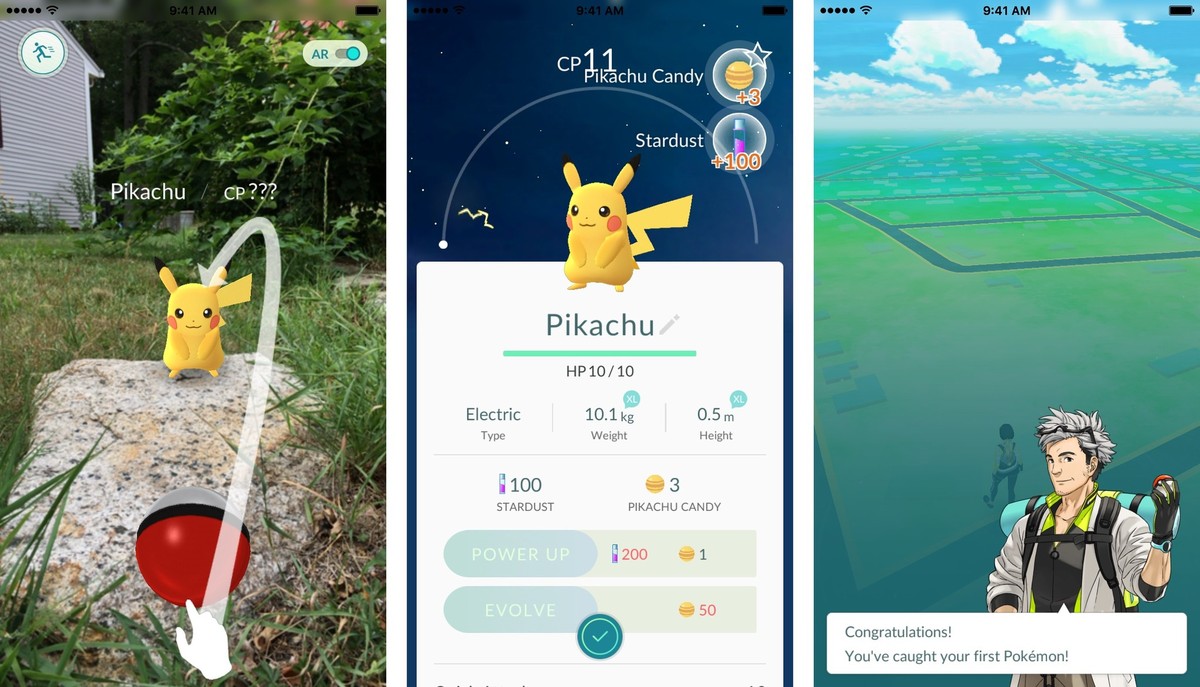 9:41 AM
AR
Pikachu / CP ???
9:41 AM
CP11
Pikachu Candy
+3
Stardust
+100
Pikachu
HP 10 / 10
XL
XL
Electric
10.1 kg
0.5 m
Type
Weight
Height
100
3
STARDUST
PIKACHU CANDY
POWER UP
200
1
EVOLVE
50
9:41 AM
Congratulations!
You've caught your first Pokémon!